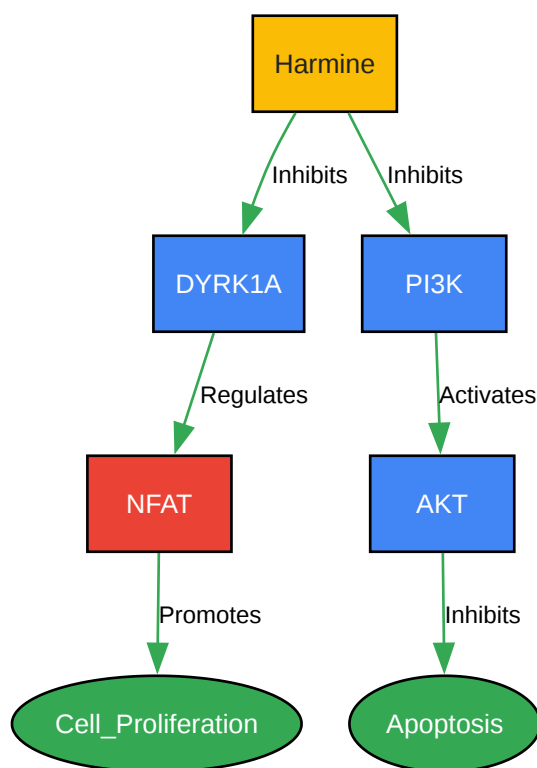 Harmine
Inhibits
Inhibits
DYRK1A
PI3K
Regulates
Activates
NFAT
AKT
Promotes
Inhibits
Cell_Proliferation
Apoptosis